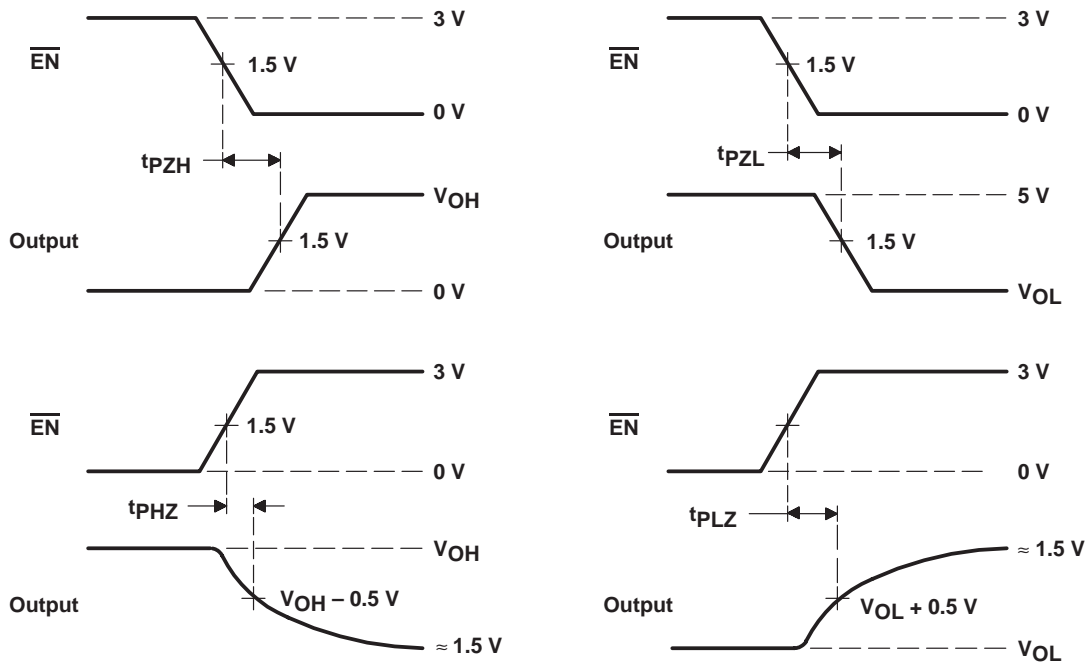 3 V
EN
1.5 V
0 V
tPZH
VOH
Output
1.5 V
0 V
3 V
EN
1.5 V
0 V
tPZL
5 V
Output
1.5 V
VOL
3 V
EN
1.5 V
0 V
tPHZ
VOH
Output
VOH – 0.5 V
≈ 1.5 V
3 V
EN
0 V
tPLZ
≈ 1.5 V
Output
VOL + 0.5 V
VOL